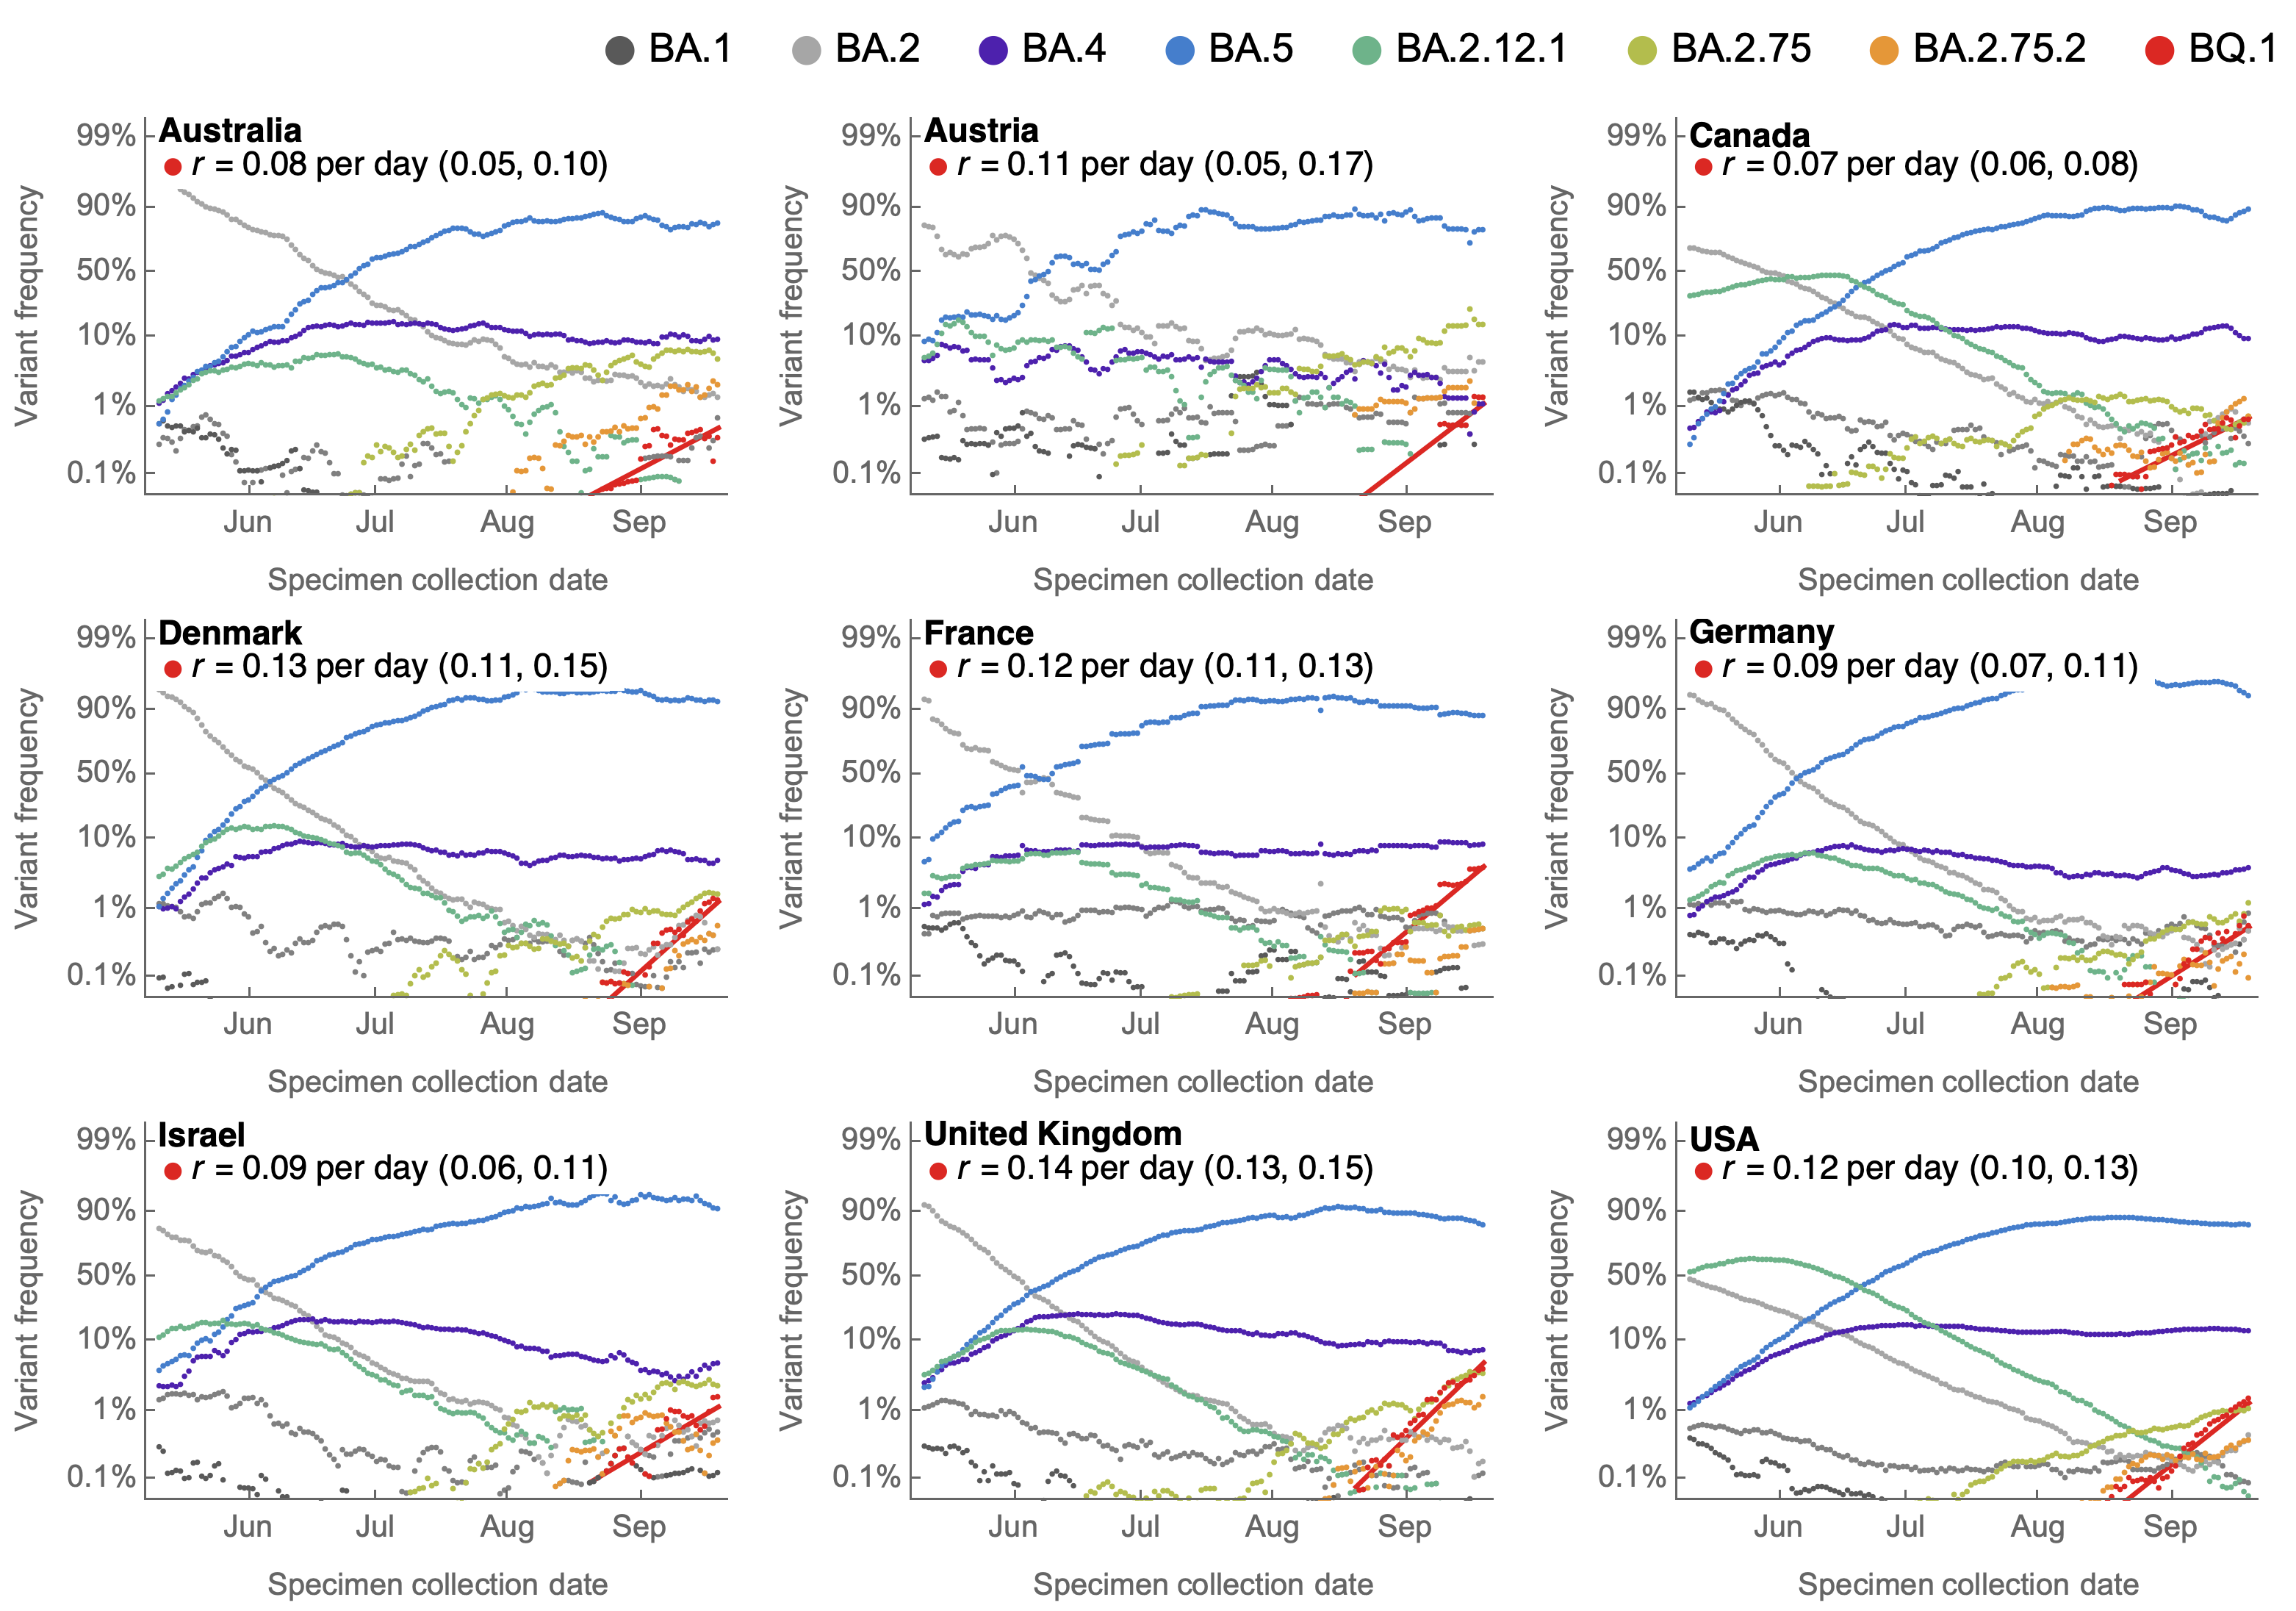 BA.1 BA.2 BA.4 BA.5 BA.2.12.1 BA.2.75 BA.2.75.2 BQ.1
Australia
r = 0.08 per day (0.05, 0.10)
Variant frequency
99%
90%
50%
10%
1%
0.1%
Jun Jul Aug Sep
Specimen collection date
Austria
r = 0.11 per day (0.05, 0.17)
Variant frequency
99%
90%
50%
10%
1%
0.1%
Jun Jul Aug Sep
Specimen collection date
Canada
r = 0.07 per day (0.06, 0.08)
Variant frequency
99%
90%
50%
10%
1%
0.1%
Jun Jul Aug Sep
Specimen collection date
Denmark
r = 0.13 per day (0.11, 0.15)
Variant frequency
99%
90%
50%
10%
1%
0.1%
Jun Jul Aug Sep
Specimen collection date
France
r = 0.12 per day (0.11, 0.13)
Variant frequency
99%
90%
50%
10%
1%
0.1%
Jun Jul Aug Sep
Specimen collection date
Germany
r = 0.09 per day (0.07, 0.11)
Variant frequency
99%
90%
50%
10%
1%
0.1%
Jun Jul Aug Sep
Specimen collection date
Israel
r = 0.09 per day (0.06, 0.11)
Variant frequency
99%
90%
50%
10%
1%
0.1%
Jun Jul Aug Sep
Specimen collection date
United Kingdom
r = 0.14 per day (0.13, 0.15)
Variant frequency
99%
90%
50%
10%
1%
0.1%
Jun Jul Aug Sep
Specimen collection date
USA
r = 0.12 per day (0.10, 0.13)
Variant frequency
99%
90%
50%
10%
1%
0.1%
Jun Jul Aug Sep
Specimen collection date